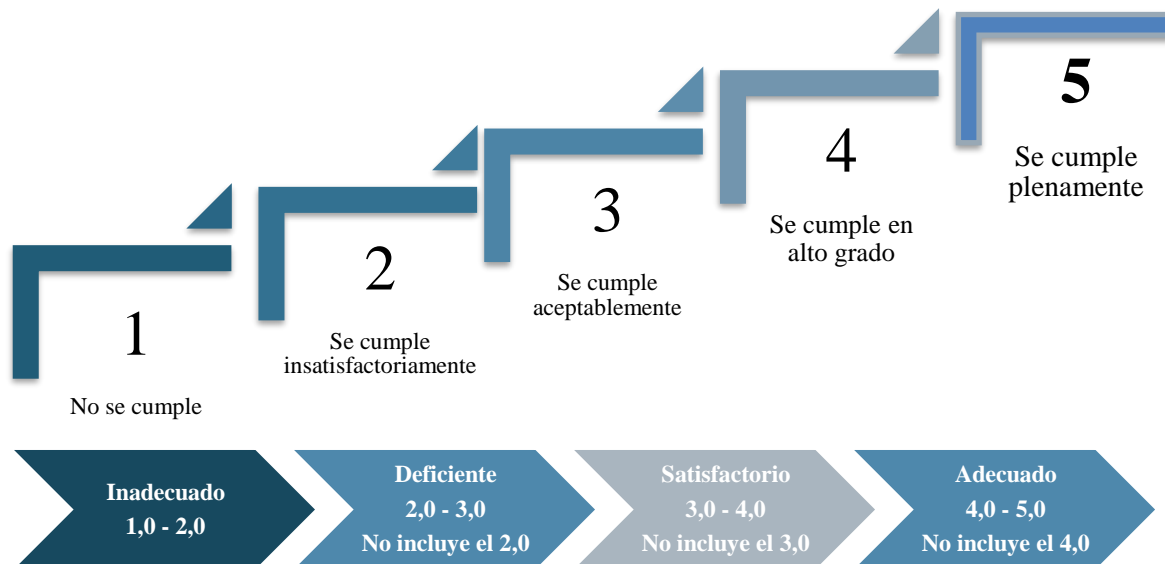 1
No se cumple
2
Se cumple
insatisfactoriamente
3
Se cumple
aceptablemente
4
Se cumple en
alto grado
5
Se cumple
plenamente
Inadecuado
1,0 - 2,0
Deficiente
2,0 - 3,0
No incluye el 2,0
Satisfactorio
3,0 - 4,0
No incluye el 3,0
Adecuado
4,0 - 5,0
No incluye el 4,0